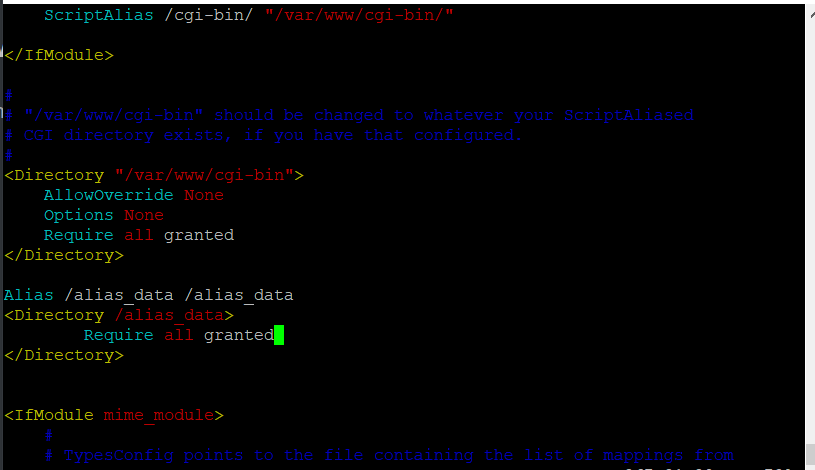 ScriptAlias /cgi-bin/ "/var/www/cgi-bin/"
</IfModule>
#
# "/var/www/cgi-bin" should be changed to whatever your ScriptAliased
# CGI directory exists, if you have that configured.
#
<Directory "/var/www/cgi-bin">
AllowOverride None
Options None
Require all granted
</Directory>
Alias /alias_data /alias_data
<Directory /alias_data>
Require all granted
</Directory>
<IfModule mime_module>
#
# TypesConfig points to the file containing the list of mappings from